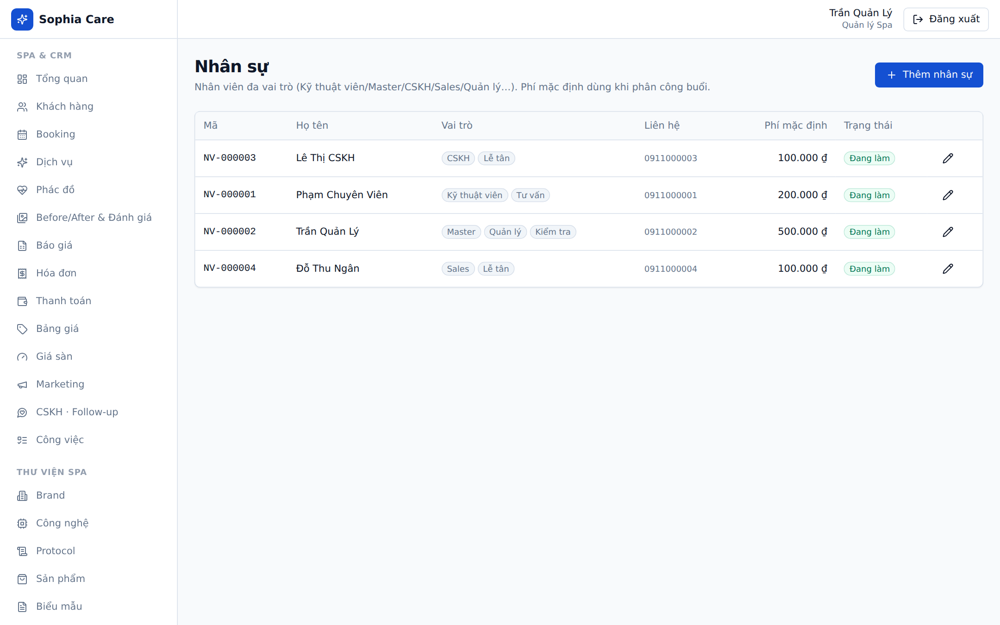 Sophia Care
Trần Quản Lý
Quản lý Spa
Đăng xuất
SPA & CRM
Tổng quan
Khách hàng
Booking
Dịch vụ
Phác đồ
Before/After & Đánh giá
Báo giá
Hóa đơn
Thanh toán
Bảng giá
Giá sàn
Marketing
CSKH · Follow-up
Công việc
THƯ VIỆN SPA
Brand
Công nghệ
Protocol
Sản phẩm
Biểu mẫu
Nhân sự
Nhân viên đa vai trò (Kỹ thuật viên/Master/CSKH/Sales/Quản lý…). Phí mặc định dùng khi phân công buổi.
Thêm nhân sự
Mã Họ tên Vai trò Liên hệ Phí mặc định Trạng thái
NV-000003 Lê Thị CSKH CSKH Lễ tân 0911000003 100.000 ₫ Đang làm
NV-000001 Phạm Chuyên Viên Kỹ thuật viên Tư vấn 0911000001 200.000 ₫ Đang làm
NV-000002 Trần Quản Lý Master Quản lý Kiểm tra 0911000002 500.000 ₫ Đang làm
NV-000004 Đỗ Thu Ngân Sales Lễ tân 0911000004 100.000 ₫ Đang làm